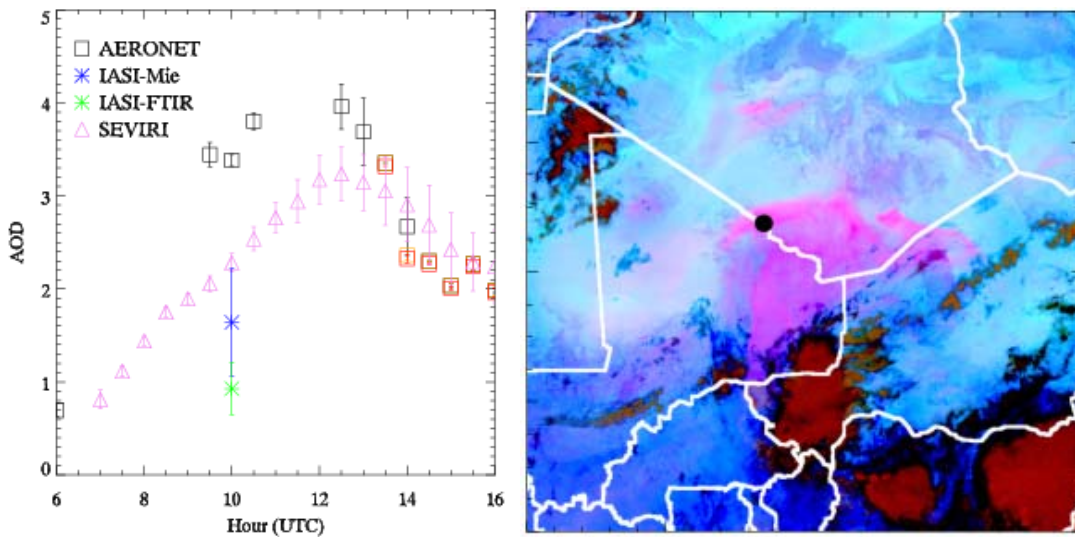 5
4
3
2
1
0
AOD
AERONET
IASI-Mie
IASI-FTIR
SEVIRI
6
8
10
12
14
16
Hour (UTC)